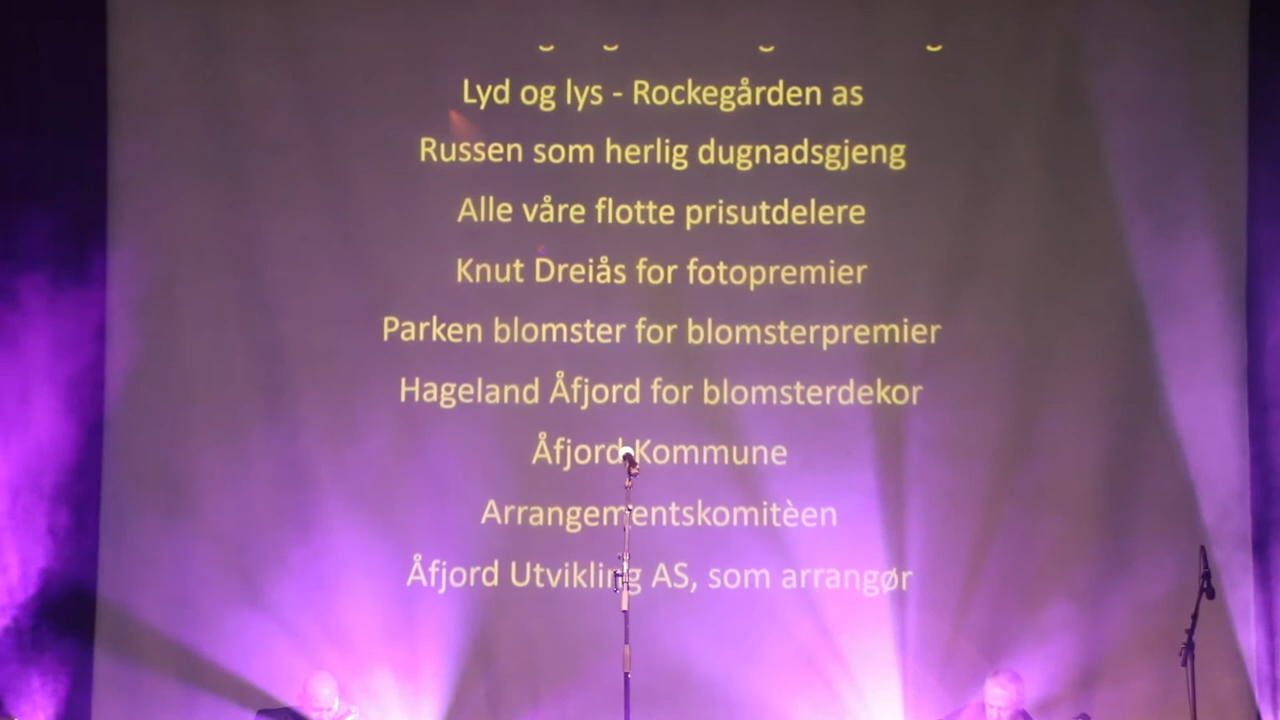 Lyd og lys - Rockegården as
Russen som herlig dugnadsgjeng
Alle våre flotte prisutdelere
Knut Dreiås for fotopremier
Parken blomster for blomsterpremier
Hageland Åfjord for blomsterdekor
Åfjord Kommune
Arrangementskomitèen
Åfjord Utvikling AS, som arrangør